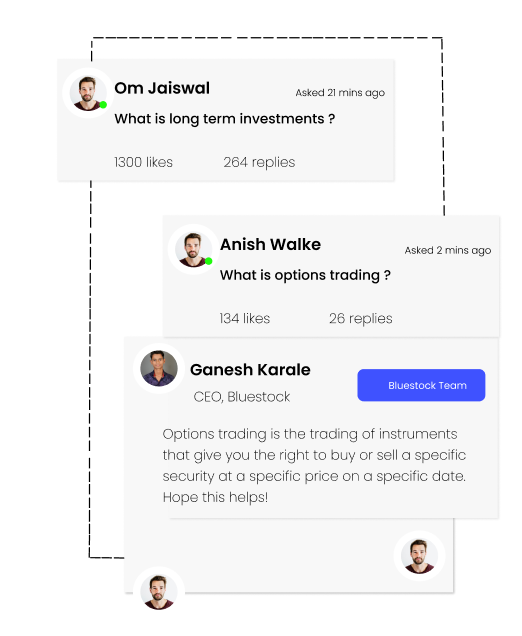 Om Jaiswal
Asked 21 mins ago
What is long term investments ?
1300 likes 264 replies
Anish Walke
Asked 2 mins ago
What is options trading ?
134 likes 26 replies
Ganesh Karale
CEO, Bluestock
Bluestock Team
Options trading is the trading of instruments
that give you the right to buy or sell a specific
security at a specific price on a specific date.
Hope this helps!